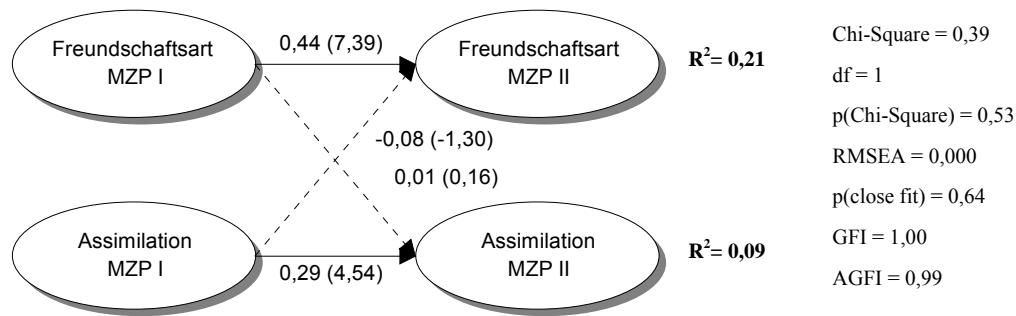 Freundschaftsart
MZP I
0,44 (7,39)
Freundschaftsart
MZP II
R²= 0,21
-0,08 (-1,30)
0,01 (0,16)
Assimilation
MZP I
0,29 (4,54)
Assimilation
MZP II
R²= 0,09
Chi-Square = 0,39
df = 1
p(Chi-Square) = 0,53
RMSEA = 0,000
p(close fit) = 0,64
GFI = 1,00
AGFI = 0,99